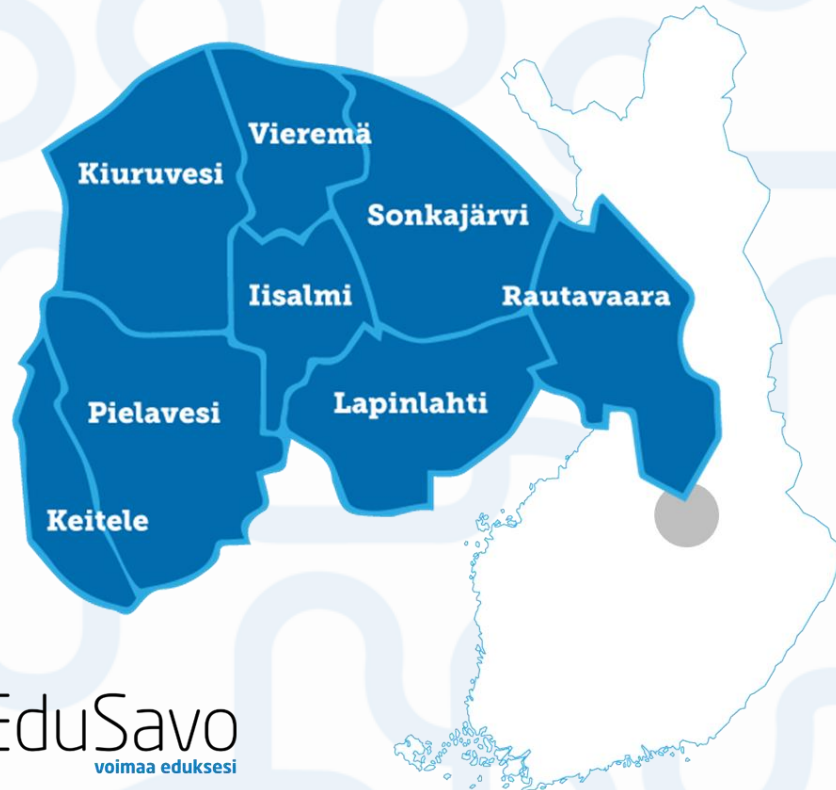 Vieremä
Kiuruvesi
Sonkajärvi
Iisalmi
Rautavaara
Lapinlahti
Pielavesi
Keitele
EduSavo
voimaa eduksesi